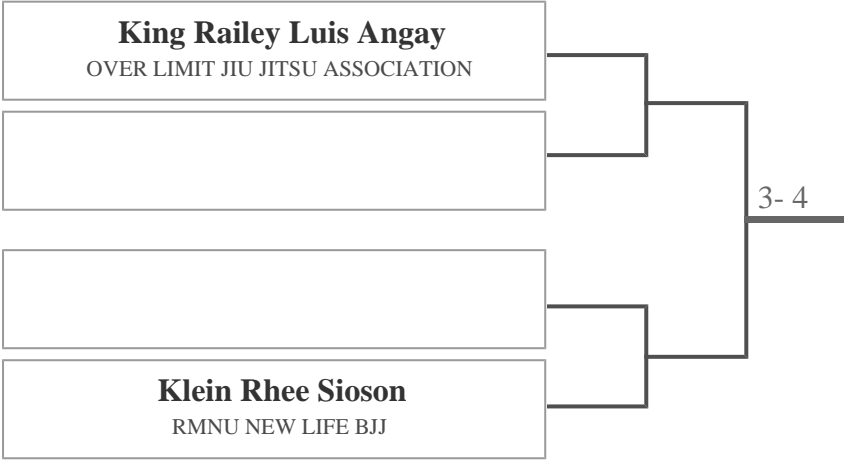 King Railey Luis Angay
OVER LIMIT JIU JITSU ASSOCIATION
3- 4
Klein Rhee Sioson
RMNU NEW LIFE BJJ